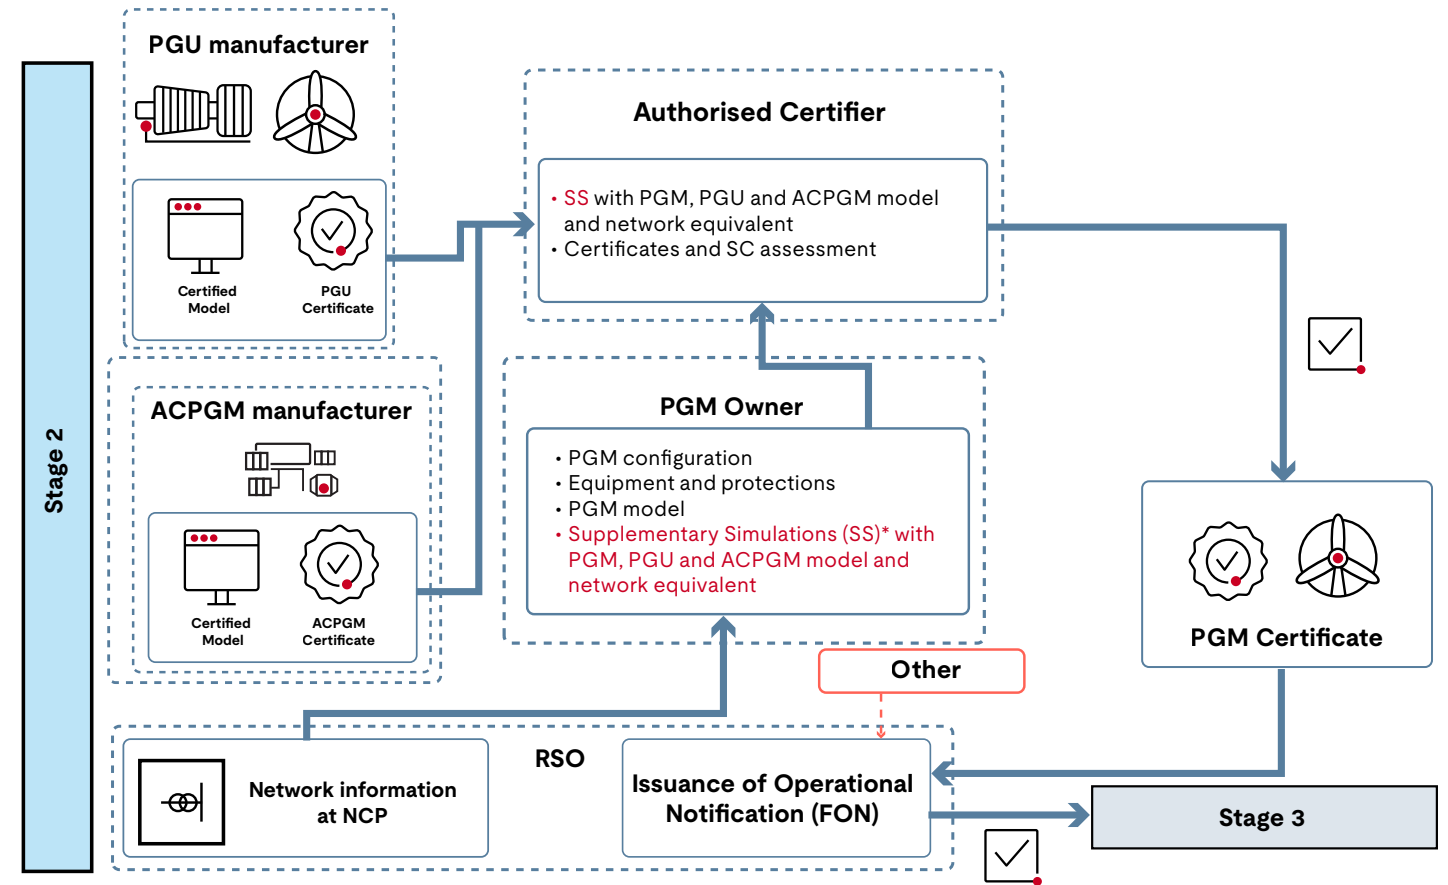 Stage 2
PGU manufacturer
Certified
Model
PGU
Certificate
ACPGM manufacturer
Certified
Model
ACPGM
Certificate
Authorised Certifier
• SS with PGM, PGU and ACPGM model
and network equivalent
• Certificates and SC assessment
PGM Owner
• PGM configuration
• Equipment and protections
• PGM model
• Supplementary Simulations (SS)* with
PGM, PGU and ACPGM model and
network equivalent
PGM Certificate
Other
RSO
Network information
at NCP
Issuance of Operational
Notification (FON)
Stage 3